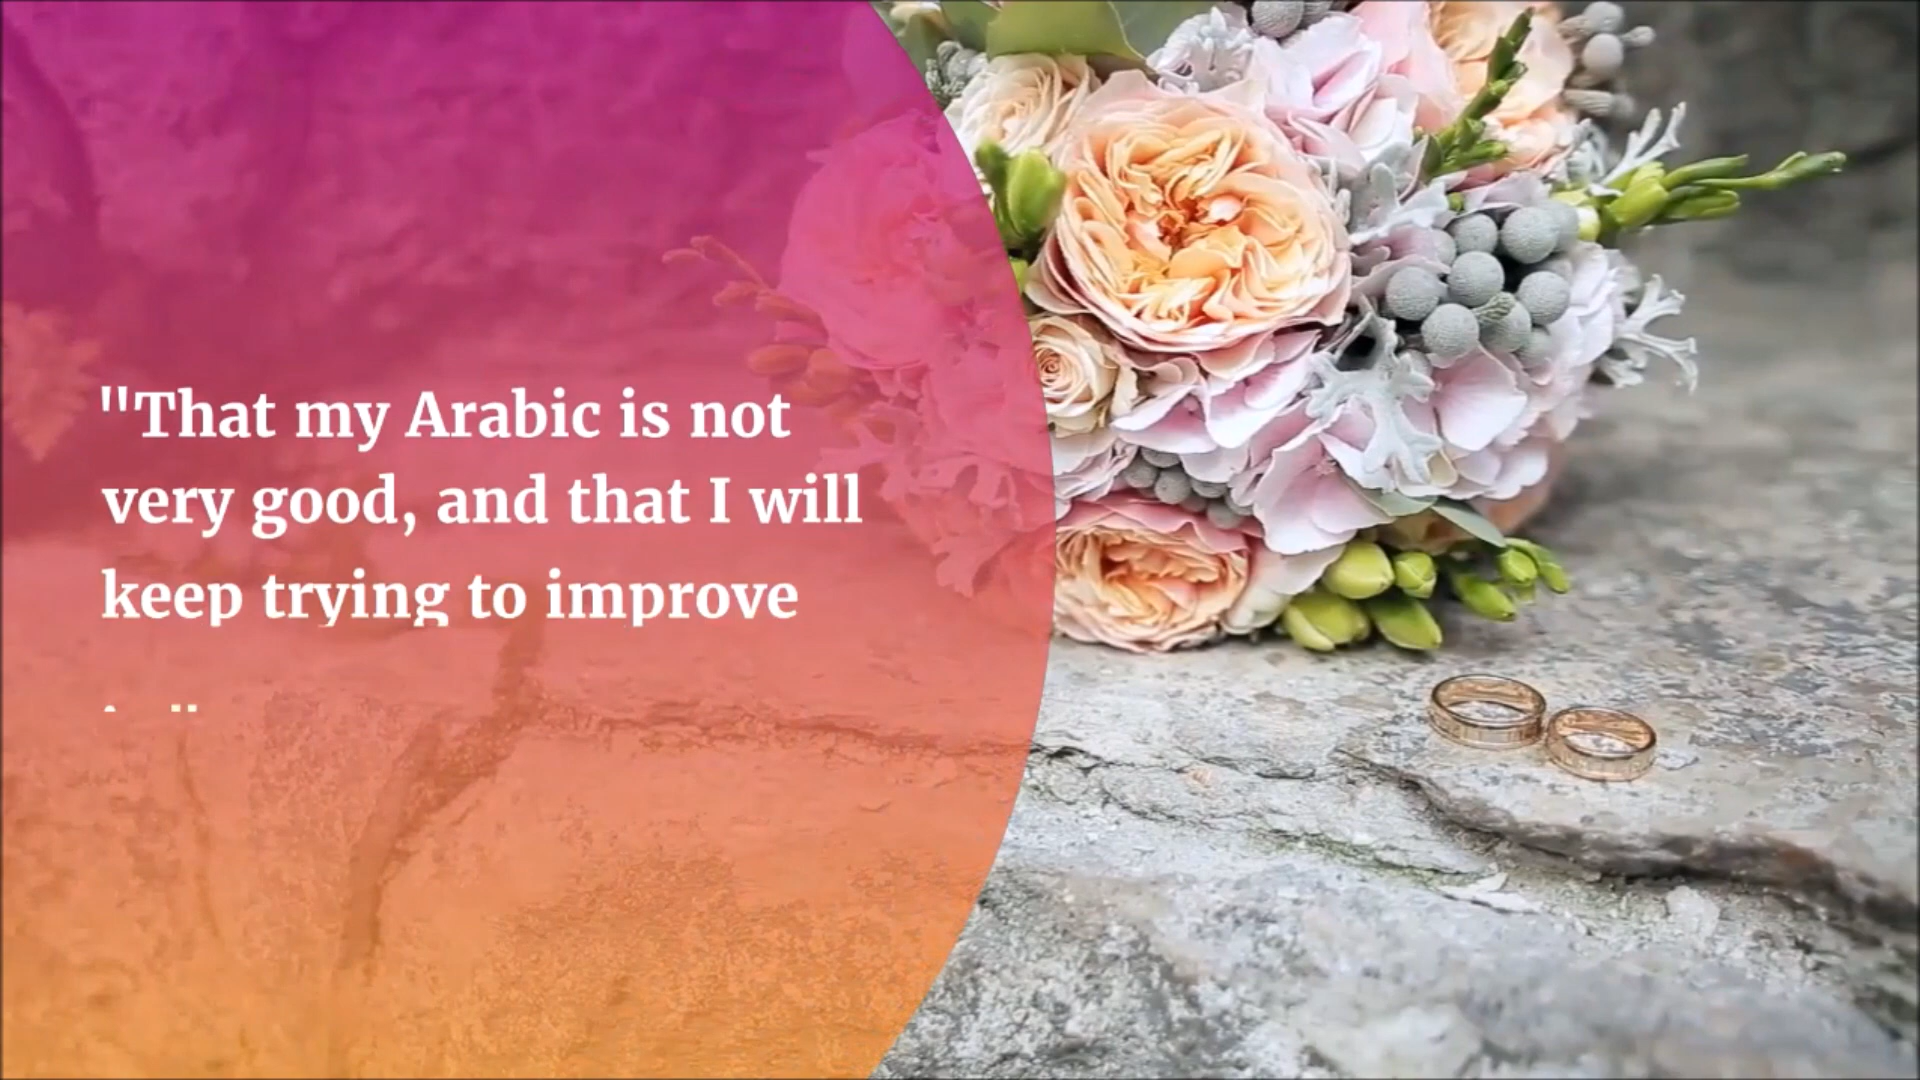 "That my Arabic is not
very good, and that I will
keep trying to improve